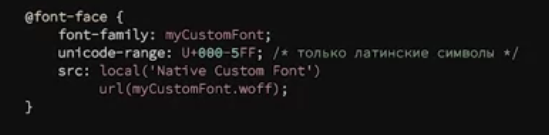 @font-face {
font-family: myCustomFont;
unicode-range: U+000-5FF; /* только латинские символы */
src: local('Native Custom Font')
url(myCustomFont.woff);
}